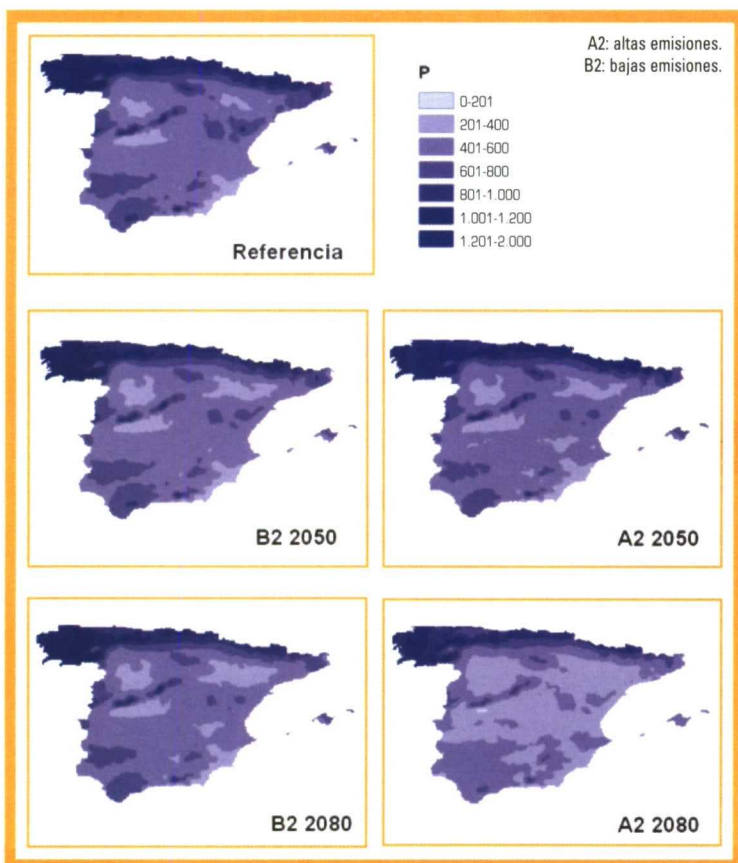 A2: altas emisiones.
B2: bajas emisiones.
P
0-201
201-400
401-600
601-800
801-1.000
1.001-1.200
1.201-2.000
Referencia
B2 2050
A2 2050
B2 2080
A2 2080